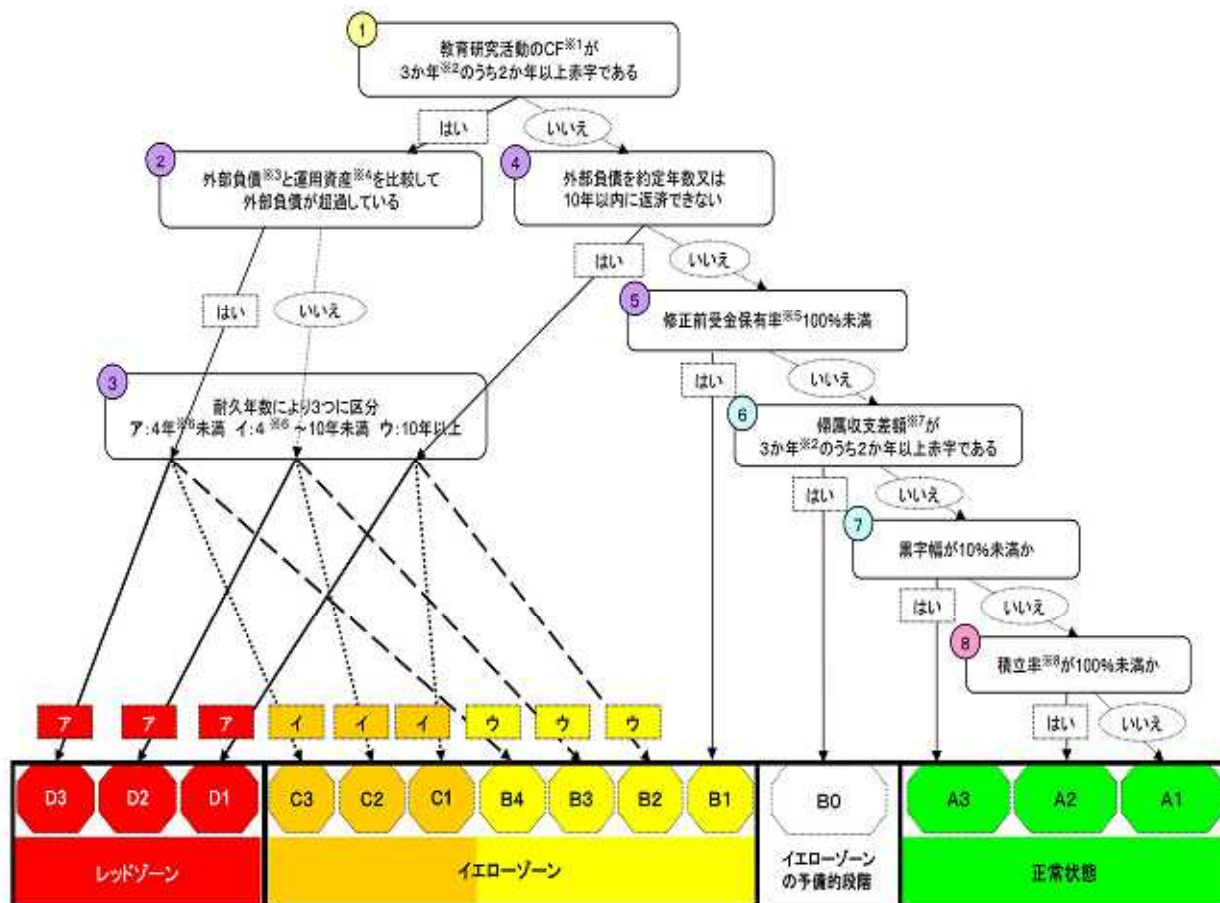 1
教育研究活動のCF※1が
3か年※2のうち2か年以上赤字である
はい
いいえ
2
外部負債※3と運用資産※4を比較して
外部負債が超過している
4
外部負債を約定年数又は
10年以内に返済できない
はい
いいえ
はい
いいえ
5
修正前受金保有率※5100%未満
3
耐久年数により3つに区分
ア:4年※6未満 イ:4 ※6 ~10年未満 ウ:10年以上
はい
いいえ
6
帰属収支差額※7が
3か年※2のうち2か年以上赤字である
はい
いいえ
7
黒字幅が10%未満か
はい
いいえ
8
積立率※8が100%未満か
はい
いいえ
ア ア ア イ イ イ ウ ウ ウ
D3 D2 D1 C3 C2 C1 B4 B3 B2 B1 B0 A3 A2 A1
レッドゾーン
イエローゾーン
イエローゾーン
の予備的段階
正常状態